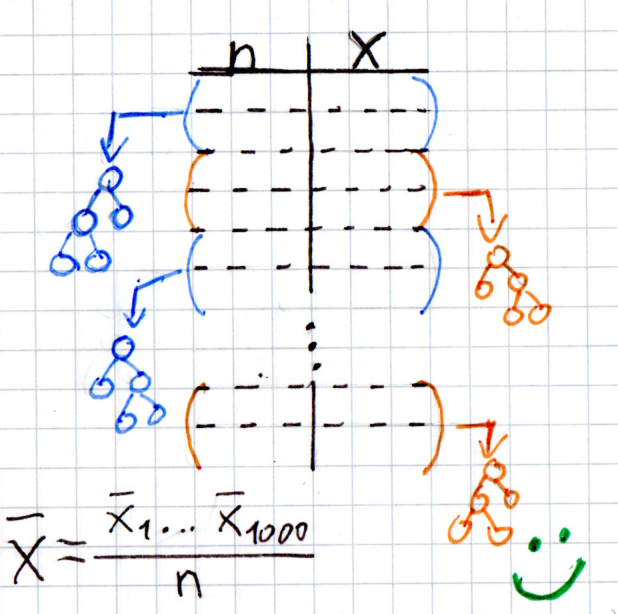 n X
x̄1... x̄1000
x̄ =
n